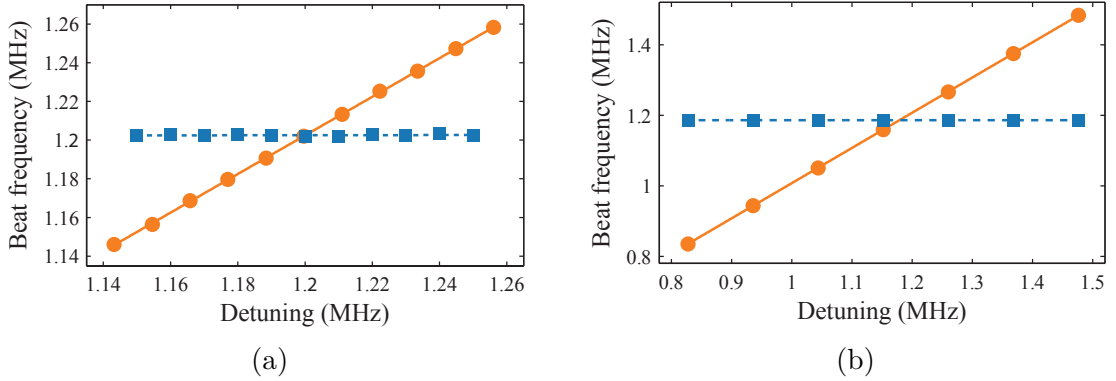 1.26
1.24
1.22
1.2
1.18
1.16
1.14
Beat frequency (MHz)
1.14 1.16 1.18 1.2 1.22 1.24 1.26
Detuning (MHz)
(a)
1.4
1.2
1
0.8
Beat frequency (MHz)
0.8 0.9 1 1.1 1.2 1.3 1.4 1.5
Detuning (MHz)
(b)